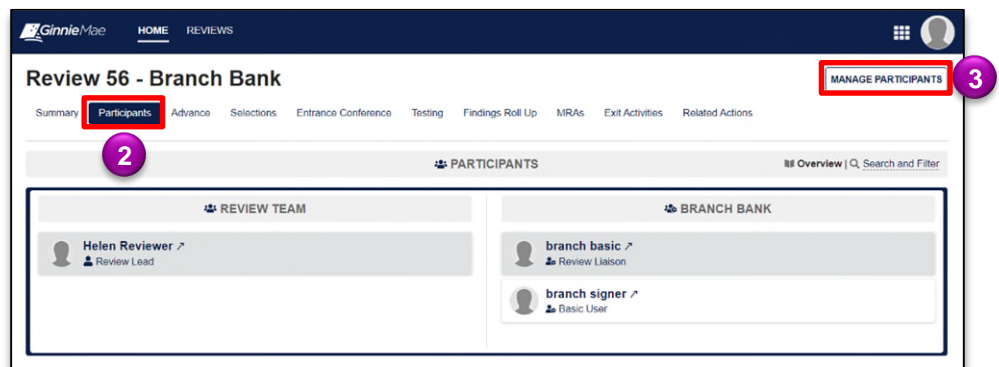 GinnieMae HOME REVIEWS
Review 56 - Branch Bank
MANAGE PARTICIPANTS 3
Summary Participants Advance Selections Entrance Conference Testing Findings Roll Up MRAs Exit Activities Related Actions
2
PARTICIPANTS Overview | Search and Filter
REVIEW TEAM
Helen Reviewer ↗
Review Lead
BRANCH BANK
branch basic ↗
Review Liaison
branch signer ↗
Basic User